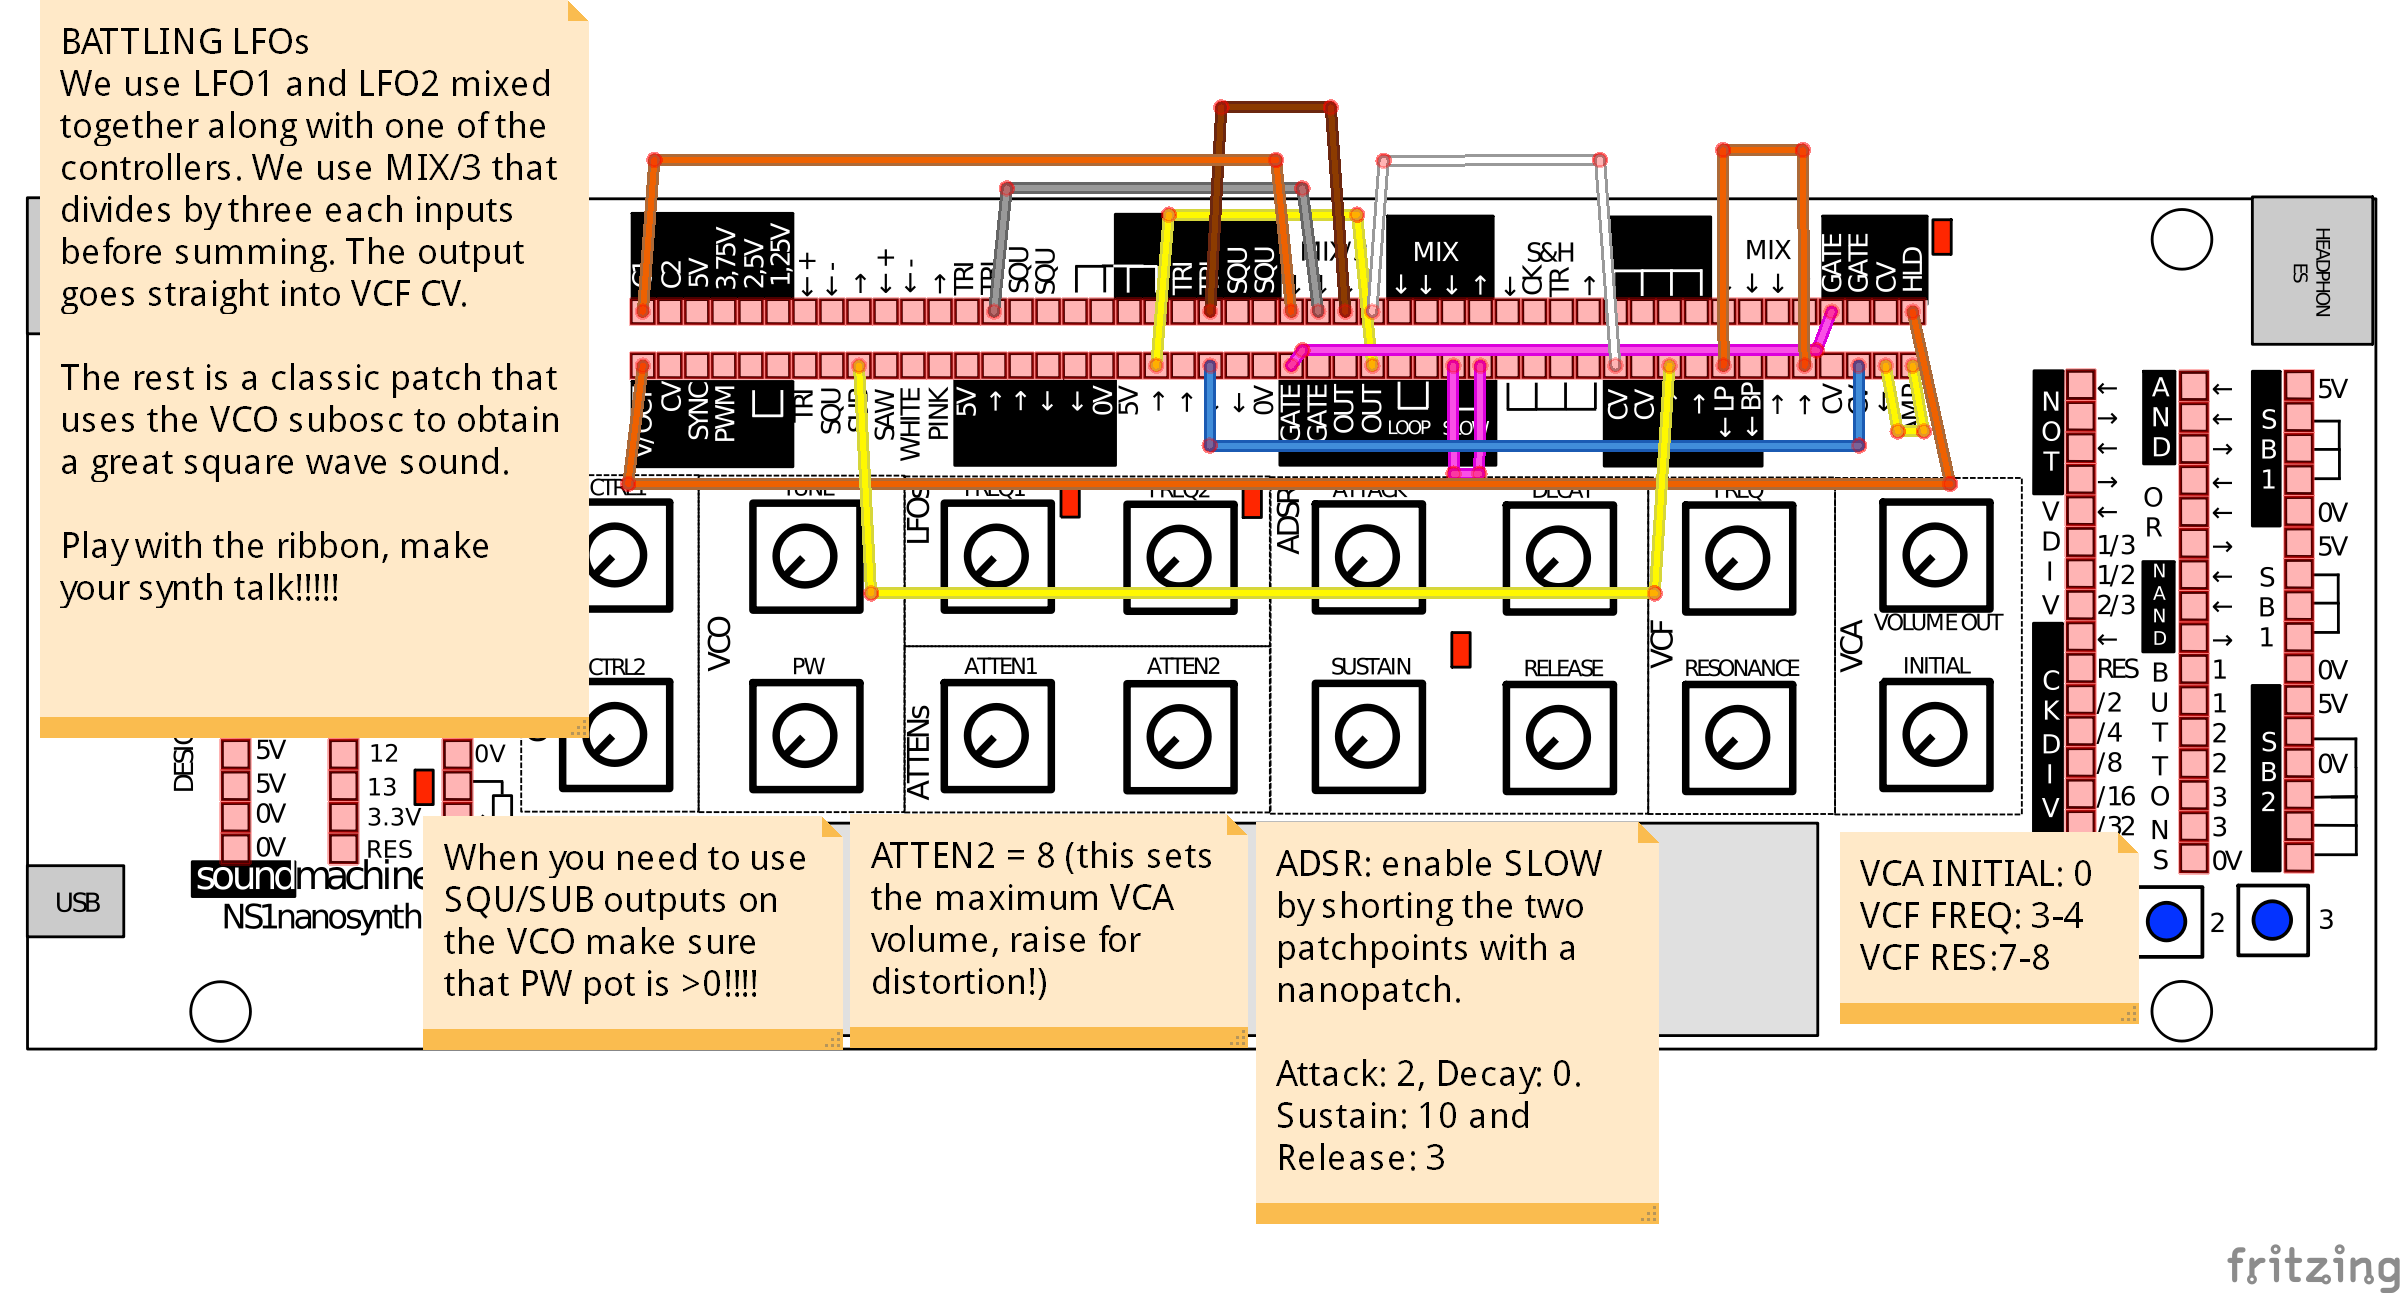 BATTLING LFOs
We use LFO1 and LFO2 mixed
together along with one of the
controllers. We use MIX/3 that
divides by three each inputs
before summing. The output
goes straight into VCF CV.
The rest is a classic patch that
uses the VCO subosc to obtain
a great square wave sound.
Play with the ribbon, make
your synth talk!!!!!
C2
5V
3,75V
2,5V
1,25V
+
-
+
-
TRI
SQU
SQU
TRI
SQU
SQU
MIX
S&H
CK
TR
MIX
GATE
GATE
CV
HLD
HEADPHON
ES
CV
SYNC
PWM
TRI
SQU
SAW
WHITE
PINK
5V
↑ ↑ ↓ ↓
0V
5V
↑ ↑
↓
0V
GATE
GATE
OUT
OUT
LOOP
SLOW
CV
CV
↑
←LP
←BP
↑ ↑
CV
CTRL1
TUNE
FREQ1
FREQ2
ATTACK
DECAY
FREQ
LFOs
ADSR
VCO
VCF
VCA
VOLUME OUT
CTRL2
PW
ATTEN1
ATTEN2
SUSTAIN
RELEASE
RESONANCE
INITIAL
ATTENs
NOT
←
→
←
→
VDIV
←
1/3
1/2
2/3
CKDIV
←
RES
/2
/4
/8
/16
/32
AND
←
←
→
OR
←
←
→
NAND
←
←
→
BUTTONS
1
1
2
2
3
3
0V
SB1
5V
0V
SB1
5V
0V
SB2
5V
0V
5V
5V
0V
0V
12
13
3.3V
RES
0V
USB
soundmachine
NS1nanosynth
When you need to use
SQU/SUB outputs on
the VCO make sure
that PW pot is >0!!!!
ATTEN2 = 8 (this sets
the maximum VCA
volume, raise for
distortion!)
ADSR: enable SLOW
by shorting the two
patchpoints with a
nanopatch.
Attack: 2, Decay: 0.
Sustain: 10 and
Release: 3
VCA INITIAL: 0
VCF FREQ: 3-4
VCF RES:7-8
2
3
fritzing